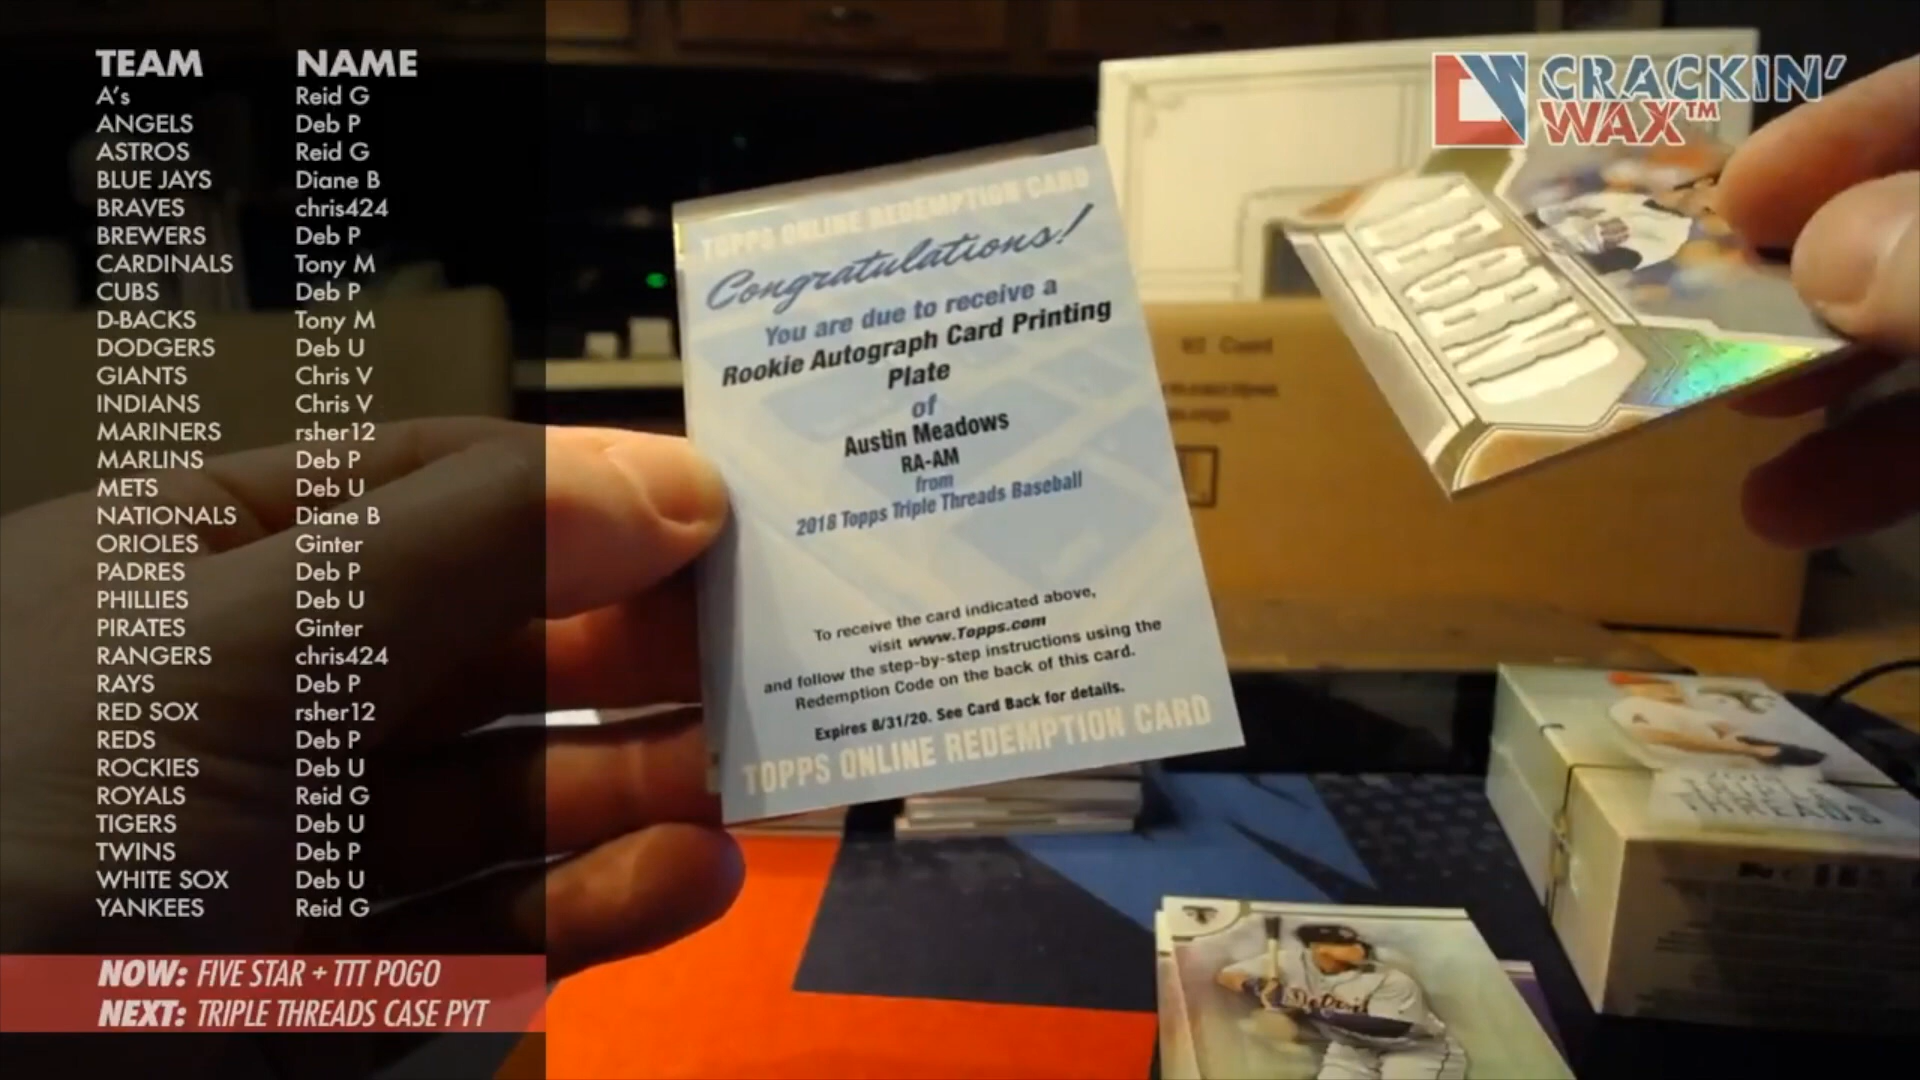 TEAM NAME
A's Reid G
ANGELS Deb P
ASTROS Reid G
BLUE JAYS Diane B
BRAVES chris424
BREWERS Deb P
CARDINALS Tony M
CUBS Deb P
D-BACKS Tony M
DODGERS Deb U
GIANTS Chris V
INDIANS Chris V
MARINERS rsher12
MARLINS Deb P
METS Deb U
NATIONALS Diane B
ORIOLES Ginter
PADRES Deb P
PHILLIES Deb U
PIRATES Ginter
RANGERS chris424
RAYS Deb P
RED SOX rsher12
REDS Deb P
ROCKIES Deb U
ROYALS Reid G
TIGERS Deb U
TWINS Deb P
WHITE SOX Deb U
YANKEES Reid G
NOW: FIVE STAR + TTT POGO
NEXT: TRIPLE THREADS CASE PYT
TOPPS ONLINE REDEMPTION CARD
Congratulations!
You are due to receive a
Rookie Autograph Card Printing
Plate
of
Austin Meadows
RA-AM
from
2018 Topps Triple Threads Baseball
To receive the card indicated above,
visit www.Topps.com
and follow the step-by-step instructions using the
Redemption Code on the back of this card.
Expires 8/31/20. See Card Back for details.
TOPPS ONLINE REDEMPTION CARD
CRACKIN'
WAX™
TRIPLE
THREADS
DETROIT